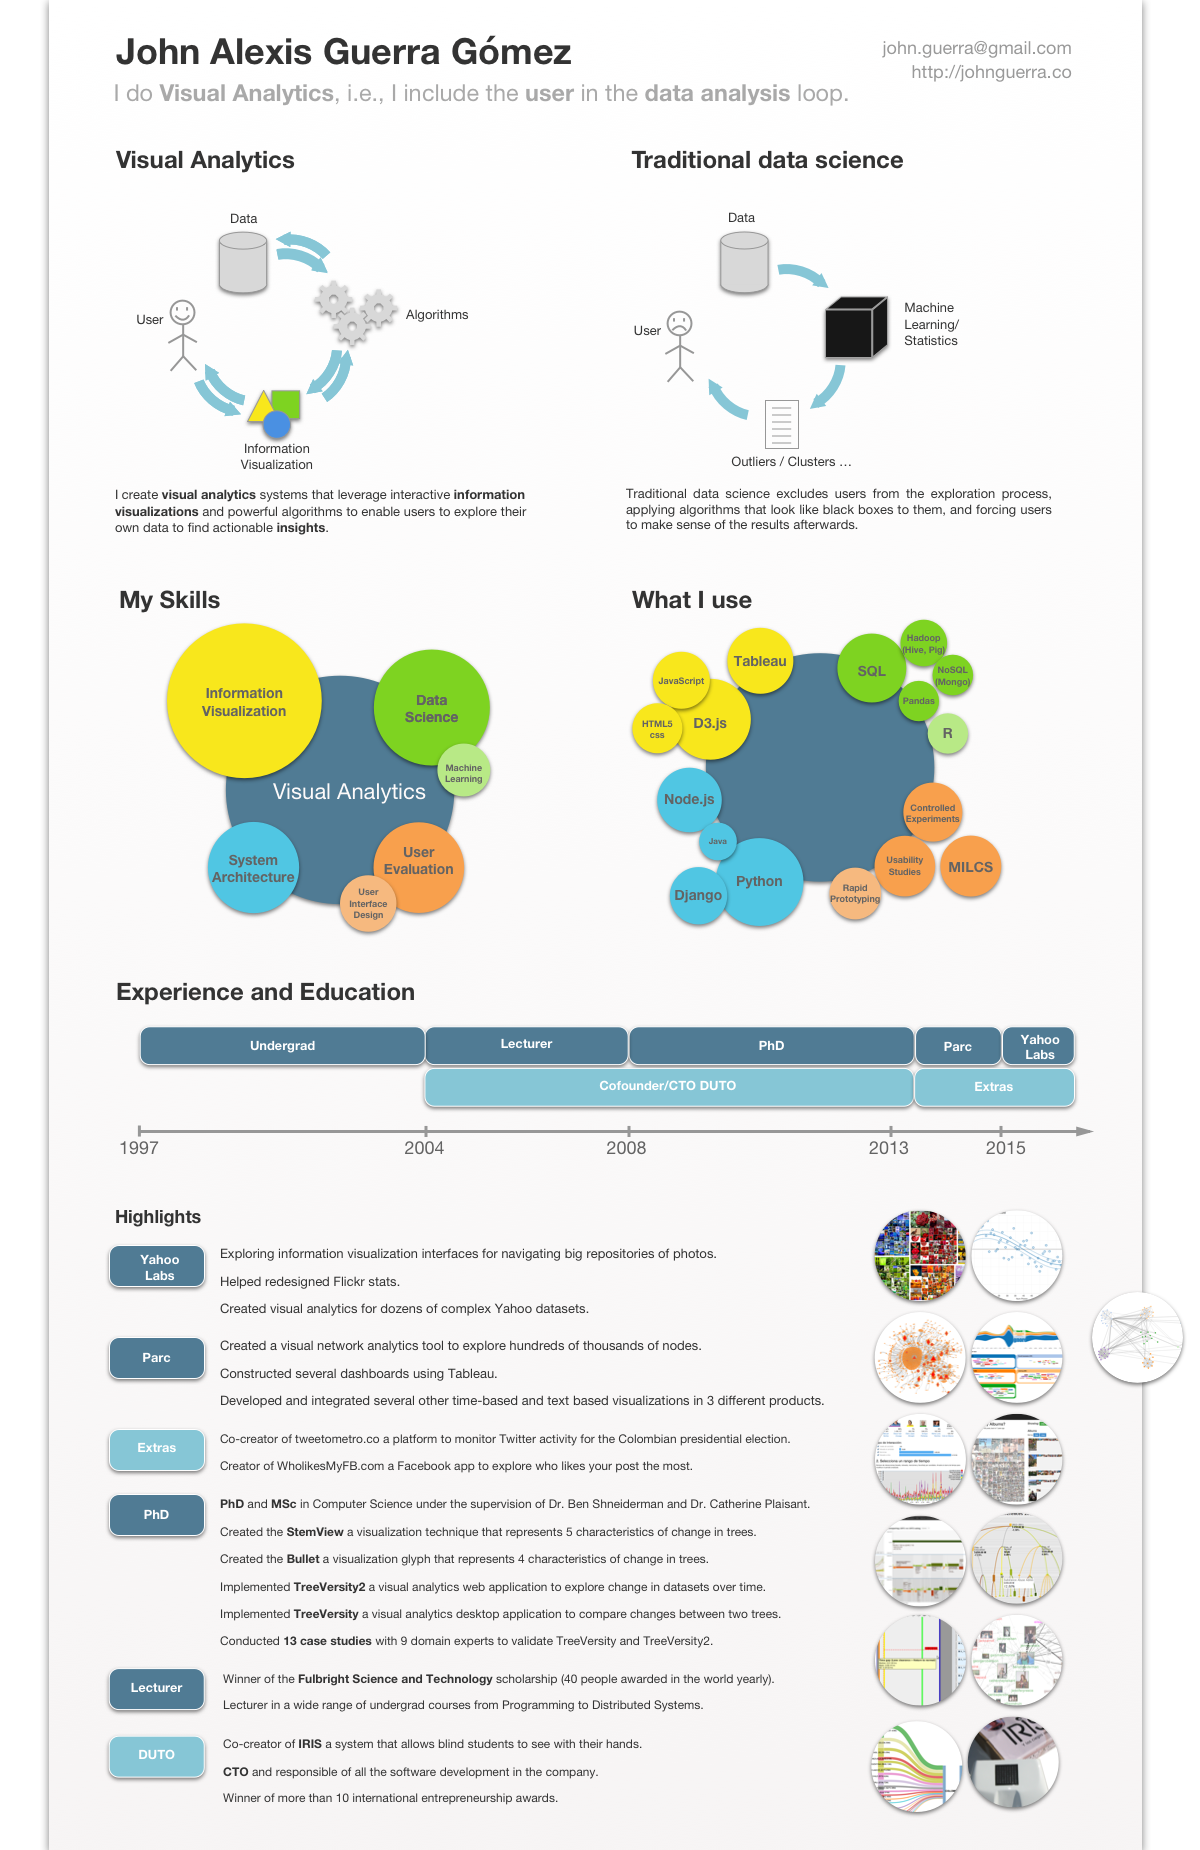 John Alexis Guerra Gómez
john.guerra@gmail.com
http://johnguerra.co
I do Visual Analytics, i.e., I include the user in the data analysis loop.
Visual Analytics
Data
User
Algorithms
Information
Visualization
I create visual analytics systems that leverage interactive information
visualizations and powerful algorithms to enable users to explore their
own data to find actionable insights.
Traditional data science
Data
User
Machine
Learning/
Statistics
Outliers / Clusters ...
Traditional data science excludes users from the exploration process,
applying algorithms that look like black boxes to them, and forcing users
to make sense of the results afterwards.
My Skills
Information
Visualization
Data
Science
Machine
Learning
Visual Analytics
System
Architecture
User
Evaluation
User
Interface
Design
What I use
Tableau
JavaScript
HTML5
css
D3.js
SQL
Hadoop
(Hive, Pig)
NoSQL
(Mongo)
Pandas
R
Node.js
Java
Django
Python
Controlled
Experiments
Usability
Studies
MILCS
Rapid
Prototyping
Experience and Education
Undergrad
Lecturer
PhD
Parc
Yahoo
Labs
Cofounder/CTO DUTO
Extras
1997
2004
2008
2013
2015
Highlights
Yahoo
Labs
Exploring information visualization interfaces for navigating big repositories of photos.
Helped redesigned Flickr stats.
Created visual analytics for dozens of complex Yahoo datasets.
Parc
Created a visual network analytics tool to explore hundreds of thousands of nodes.
Constructed several dashboards using Tableau.
Developed and integrated several other time-based and text based visualizations in 3 different products.
Extras
Co-creator of tweetometro.co a platform to monitor Twitter activity for the Colombian presidential election.
Creator of WholikesMyFB.com a Facebook app to explore who likes your post the most.
PhD
PhD and MSc in Computer Science under the supervision of Dr. Ben Shneiderman and Dr. Catherine Plaisant.
Created the StemView a visualization technique that represents 5 characteristics of change in trees.
Created the Bullet a visualization glyph that represents 4 characteristics of change in trees.
Implemented TreeVersity2 a visual analytics web application to explore change in datasets over time.
Implemented TreeVersity a visual analytics desktop application to compare changes between two trees.
Conducted 13 case studies with 9 domain experts to validate TreeVersity and TreeVersity2.
Lecturer
Winner of the Fulbright Science and Technology scholarship (40 people awarded in the world yearly).
Lecturer in a wide range of undergrad courses from Programming to Distributed Systems.
DUTO
Co-creator of IRIS a system that allows blind students to see with their hands.
CTO and responsible of all the software development in the company.
Winner of more than 10 international entrepreneurship awards.
IRIS